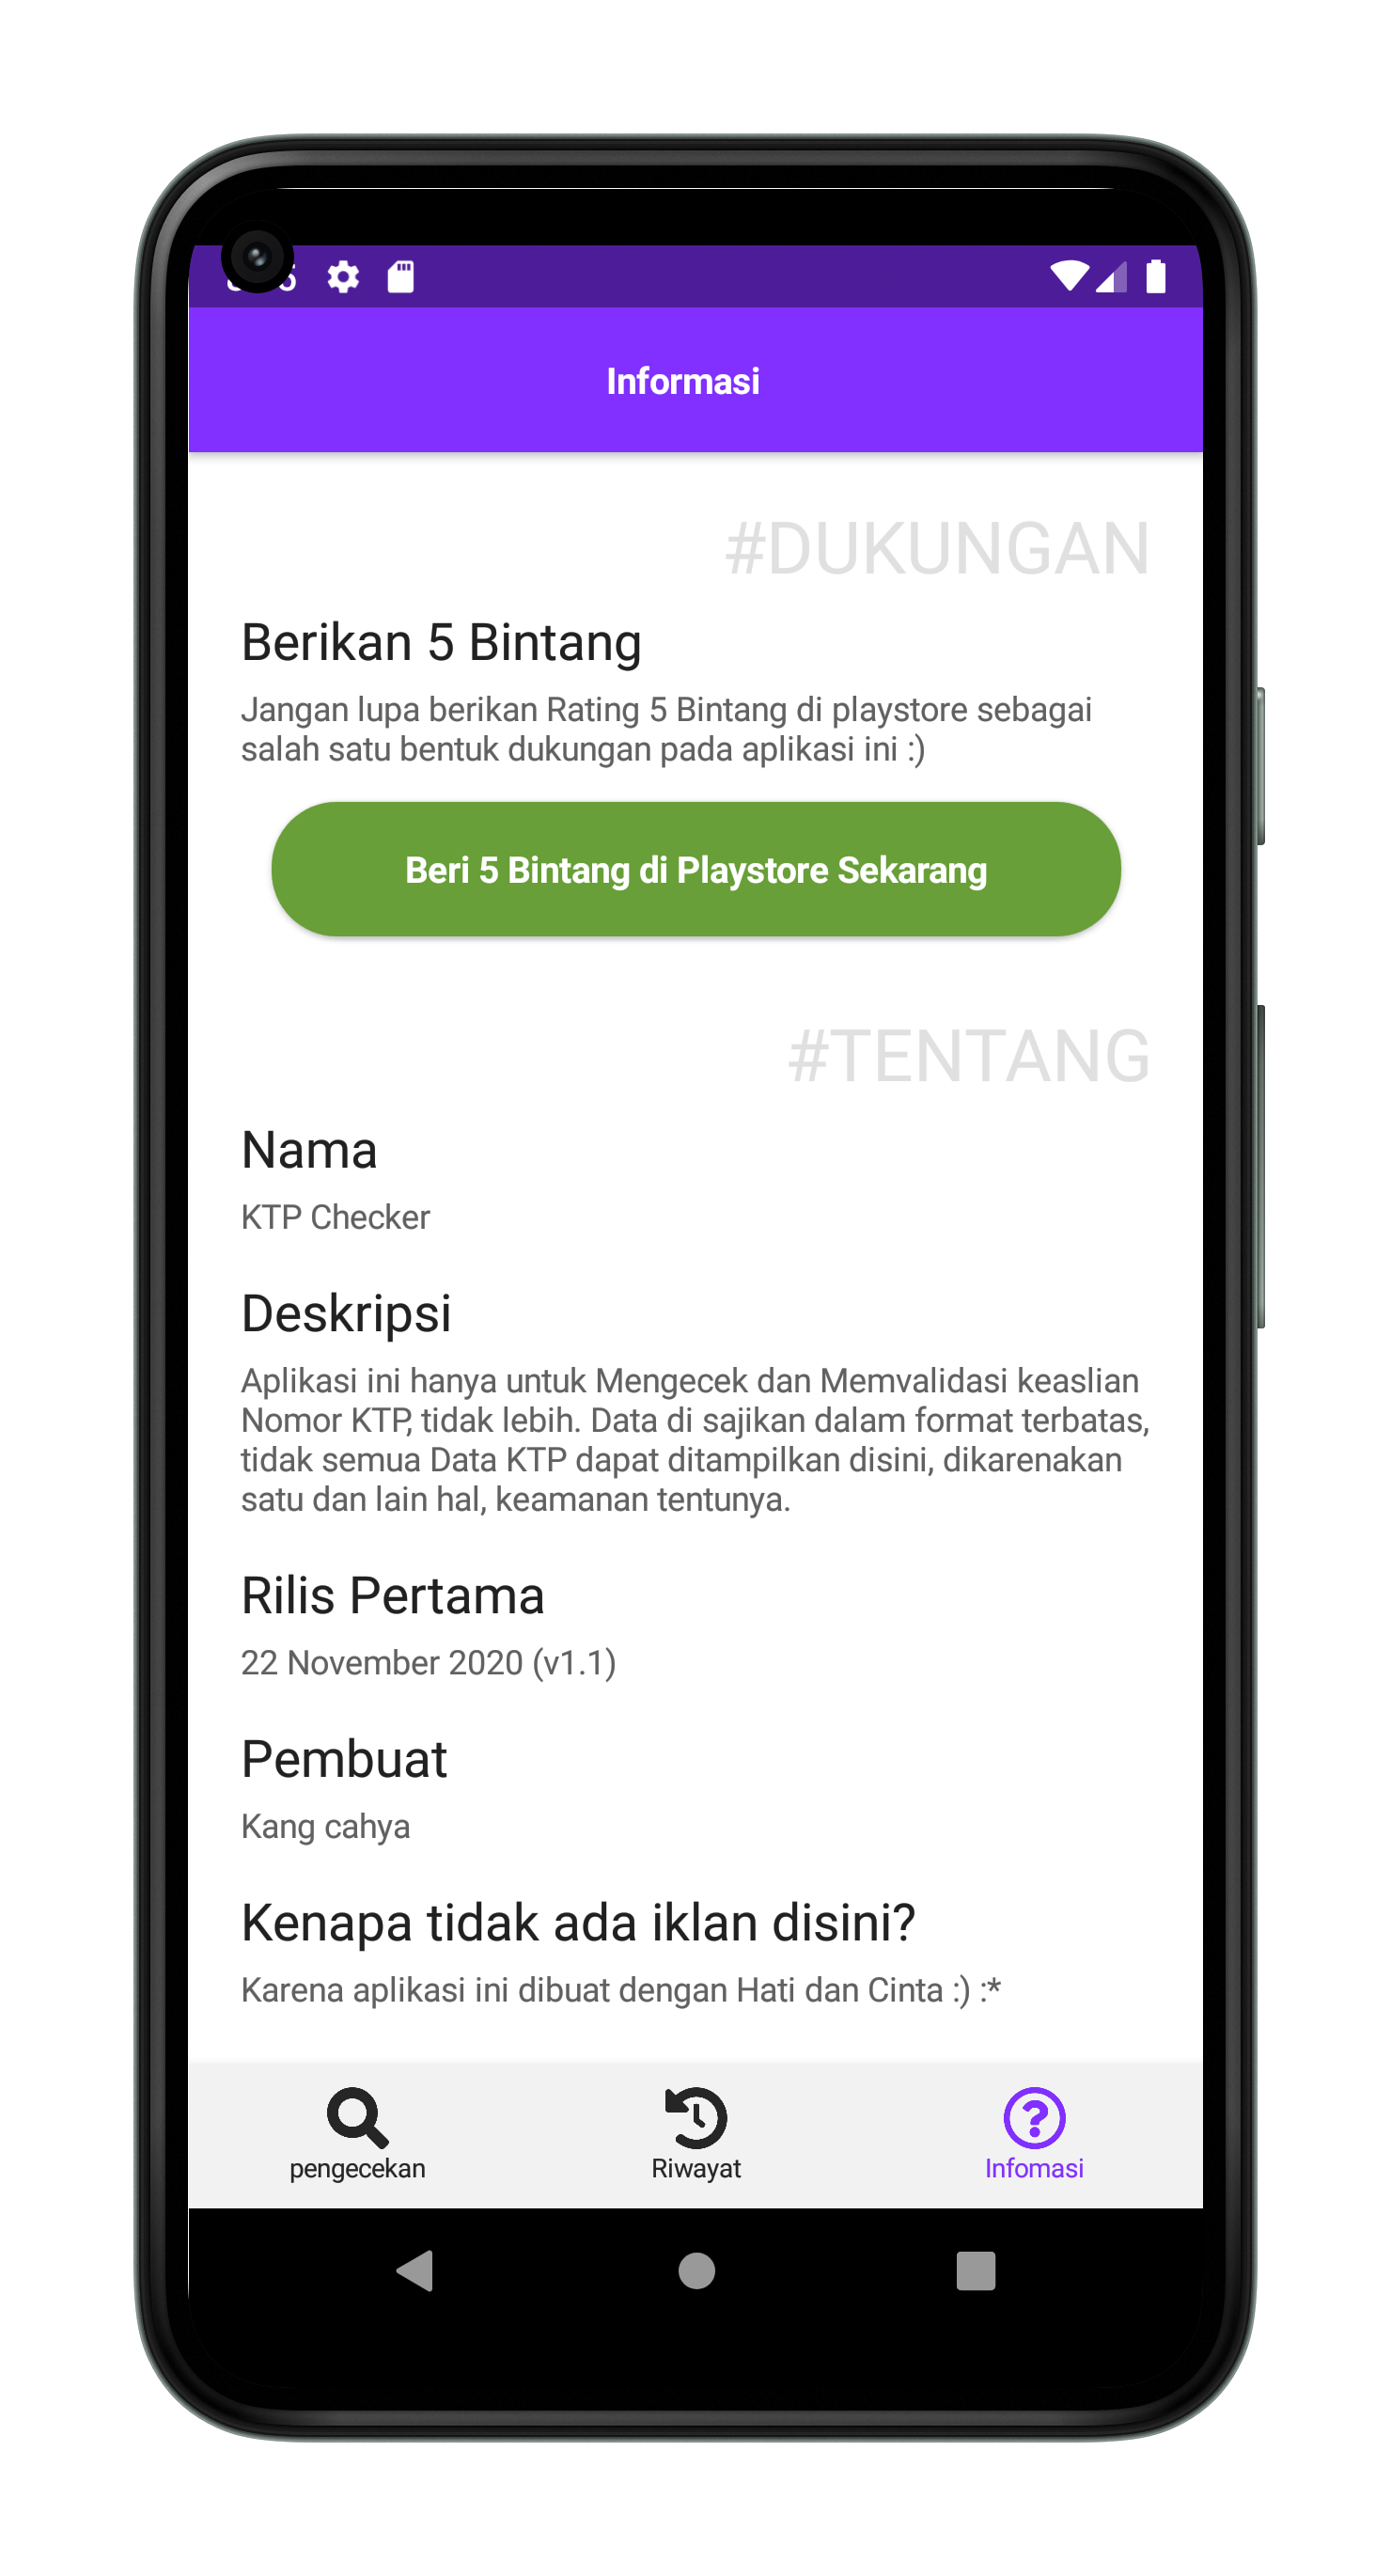 Informasi
#DUKUNGAN
Berikan 5 Bintang
Jangan lupa berikan Rating 5 Bintang di playstore sebagai
salah satu bentuk dukungan pada aplikasi ini :)
Beri 5 Bintang di Playstore Sekarang
#TENTANG
Nama
KTP Checker
Deskripsi
Aplikasi ini hanya untuk Mengecek dan Memvalidasi keaslian
Nomor KTP, tidak lebih. Data di sajikan dalam format terbatas,
tidak semua Data KTP dapat ditampilkan disini, dikarenakan
satu dan lain hal, keamanan tentunya.
Rilis Pertama
22 November 2020 (v1.1)
Pembuat
Kang cahya
Kenapa tidak ada iklan disini?
Karena aplikasi ini dibuat dengan Hati dan Cinta :) :*
pengecekan
Riwayat
Infomasi